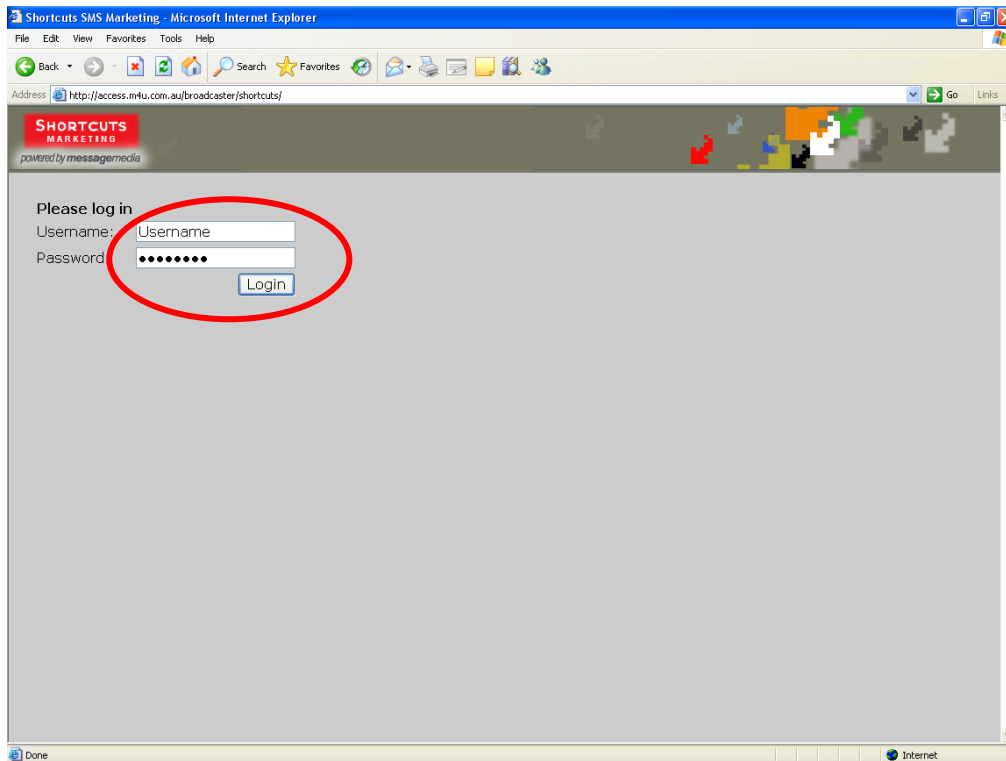 Shortcuts SMS Marketing - Microsoft Internet Explorer
File Edit View Favorites Tools Help
Back Search Favorites
Address http://access.m4u.com.au/broadcaster/shortcuts/ Go Links
SHORTCUTS
MARKETING
powered by messagemedia
Please log in
Username: Username
Password ••••••••
Login
Done Internet